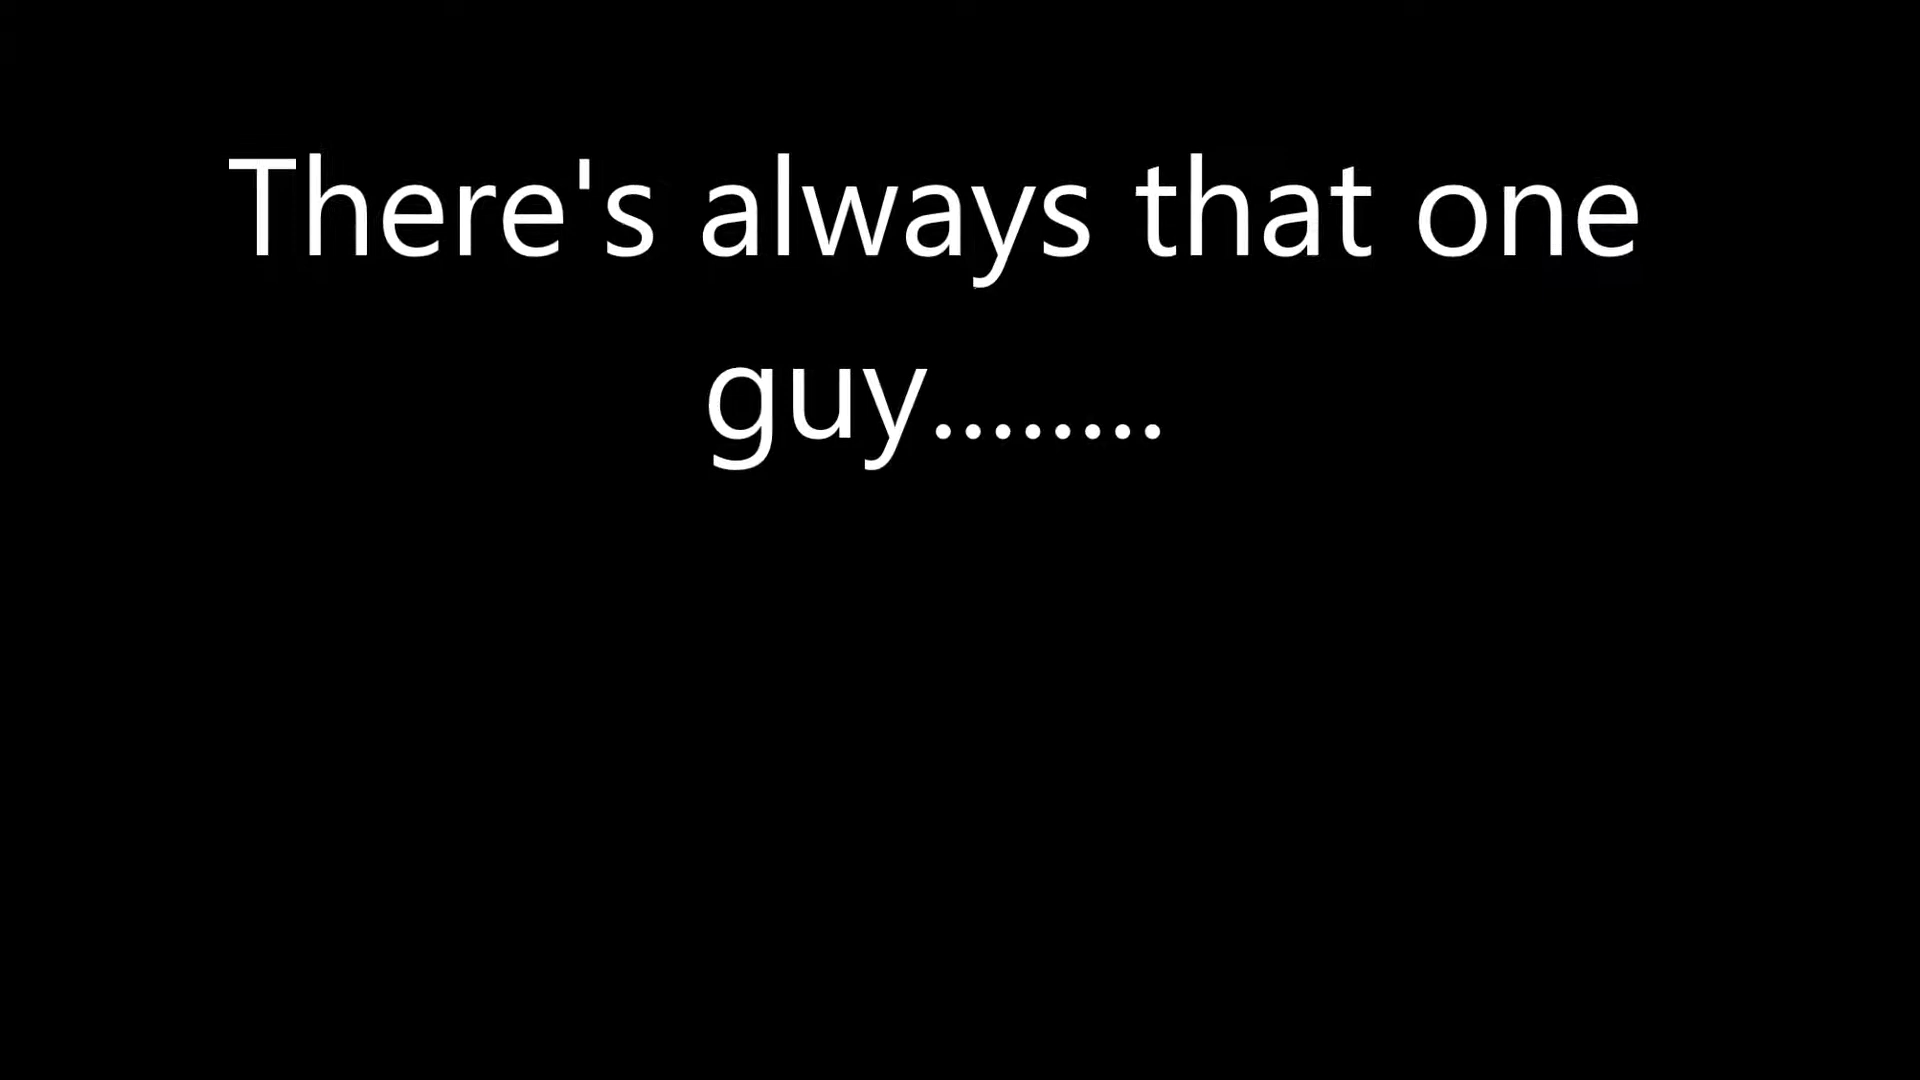 There's always that one
guy........